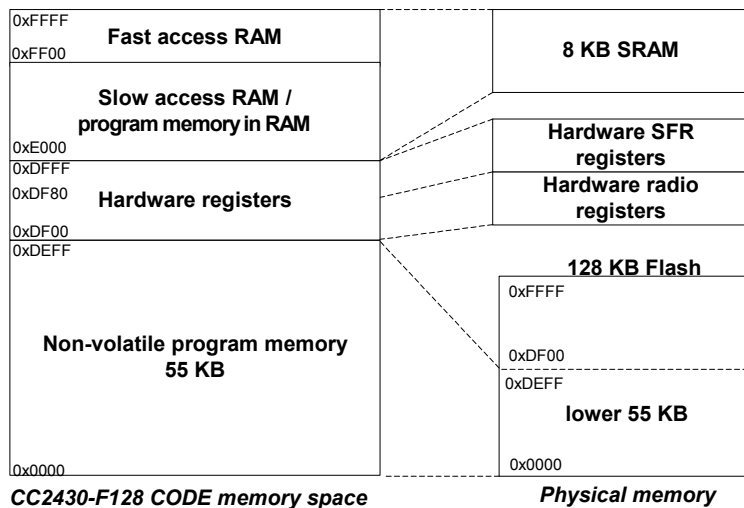 0xFFFF
Fast access RAM
0xFF00
Slow access RAM /
program memory in RAM
0xE000
0xDFFF
0xDF80
Hardware registers
0xDF00
0xDEFF
Non-volatile program memory
55 KB
0x0000
CC2430-F128 CODE memory space
8 KB SRAM
Hardware SFR
registers
Hardware radio
registers
128 KB Flash
0xFFFF
0xDF00
0xDEFF
lower 55 KB
0x0000
Physical memory